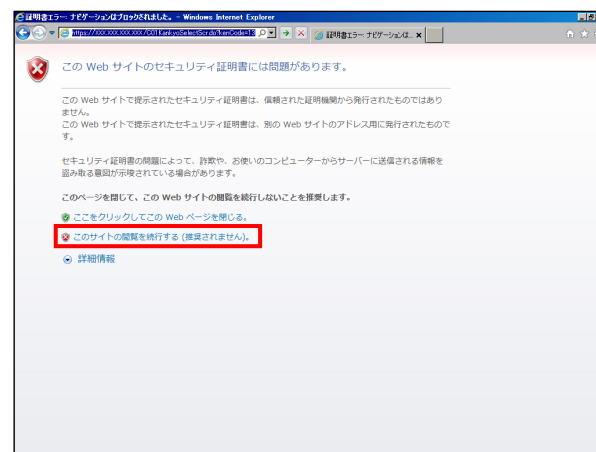 証明書エラー: ナビゲーションはブロックされました。 - Windows Internet Explorer
https://XXX.XXX.XXX.XXX/C01KankyoSelectScr.do?kenCode=13
証明書エラー ナビゲーションは...
この Web サイトのセキュリティ証明書には問題があります。
この Web サイトで提示されたセキュリティ証明書は、信頼された証明機関から発行されたものではあり
ません。
この Web サイトで提示されたセキュリティ証明書は、別の Web サイトのアドレス用に発行されたもので
す。
セキュリティ証明書の問題によって、詐欺や、お使いのコンピューターからサーバーに送信される情報を
盗み取る意図が示唆されている場合があります。
このページを閉じて、この Web サイトの閲覧を続行しないことを推奨します。
ここをクリックしてこの Web ページを閉じる。
このサイトの閲覧を続行する (推奨されません)。
詳細情報